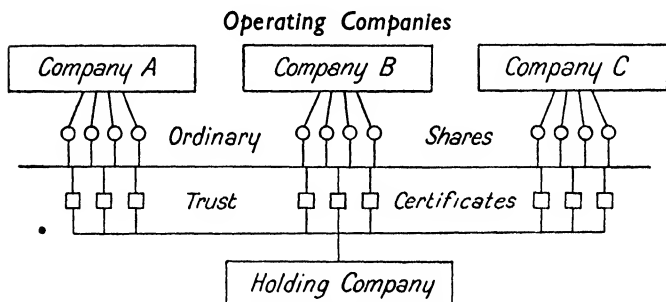 Operating Companies
Company A Company B Company C
Ordinary Shares
Trust Certificates
Holding Company